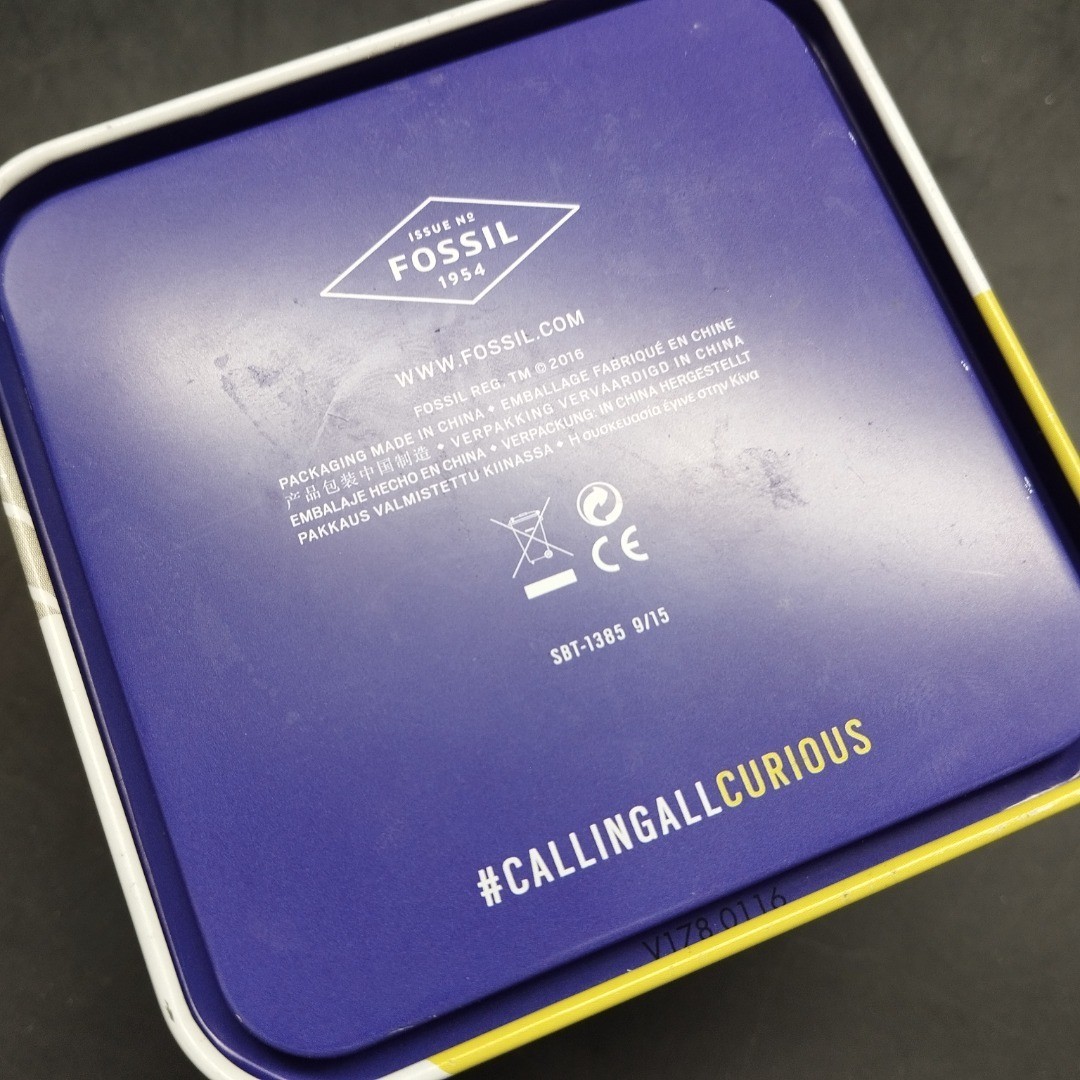 ISSUE Nº
FOSSIL
1954
WWW.FOSSIL.COM
FOSSIL REG. TM ©2016
PACKAGING MADE IN CHINA • EMBALLAGE FABRIQUÉ EN CHINE
产品包装中国制造 • VERPAKKING VERVAARDIGD IN CHINA
EMBALAJE HECHO EN CHINA • VERPACKUNG- IN CHINA HERGESTELLT
PAKKAUS VALMISTETTU KIINASSA • Η συσκευασία έγινε στην Κίνα
CE
SBT-1385 9/15
#CALLINGALLCURIOUS
V178 0116